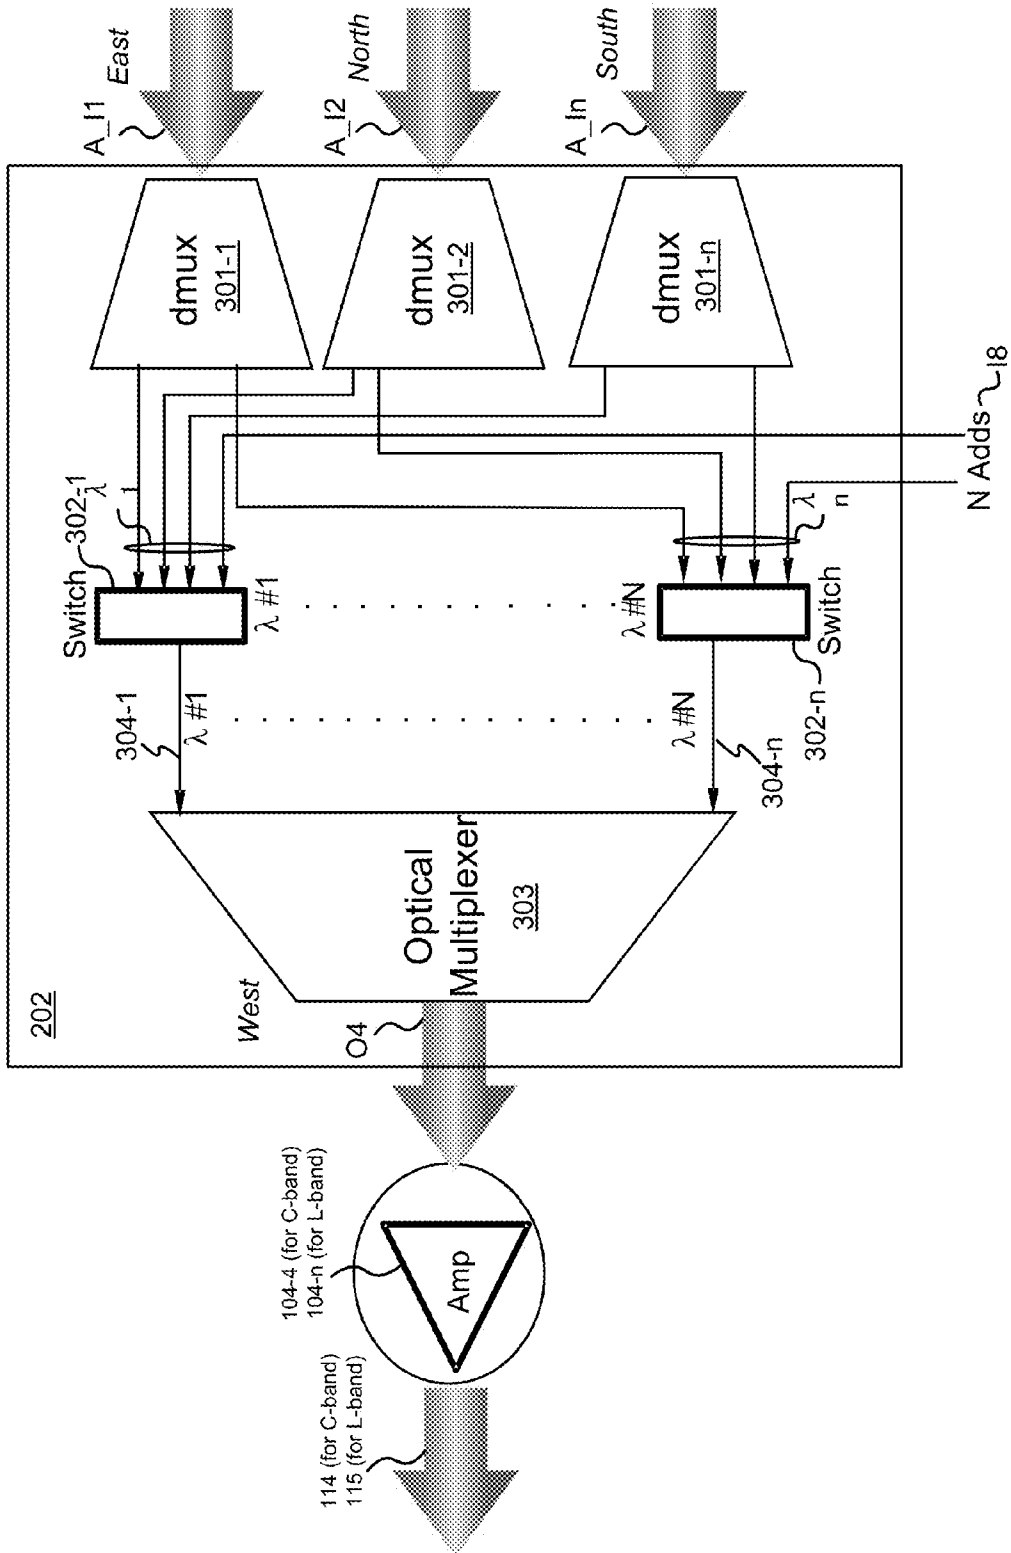 East
A_I1
North
A_I2
South
A_In
dmux
301-1
dmux
301-2
dmux
301-n
N Adds
I8
302-1
λ
1
λ
n
Switch
λ #1
λ #N
Switch
302-n
304-1
λ #1
λ #N
304-n
Optical
Multiplexer
303
202
West
O4
104-4 (for C-band)
104-n (for L-band)
Amp
114 (for C-band)
115 (for L-band)